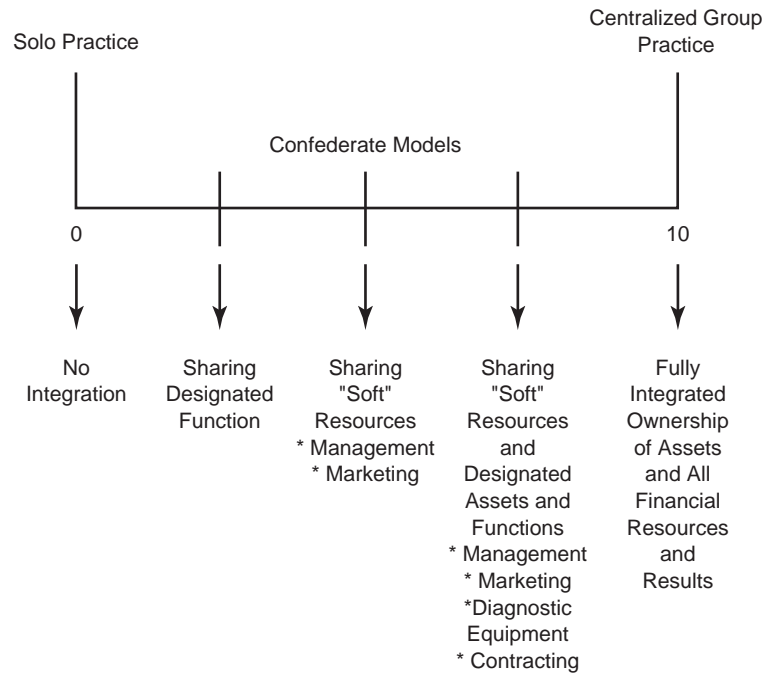 Solo Practice
Centralized Group
Practice
Confederate Models
0
10
No
Integration
Sharing
Designated
Function
Sharing
"Soft"
Resources
* Management
* Marketing
Sharing
"Soft"
Resources
and
Designated
Assets and
Functions
* Management
* Marketing
*Diagnostic
Equipment
* Contracting
Fully
Integrated
Ownership
of Assets
and All
Financial
Resources
and
Results